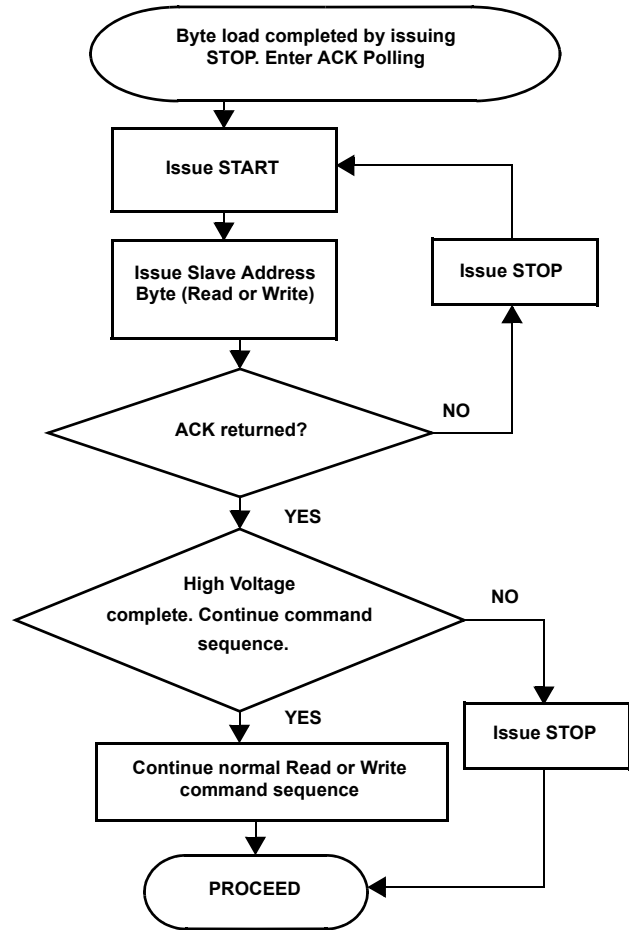 Byte load completed by issuing
STOP. Enter ACK Polling
Issue START
Issue Slave Address
Byte (Read or Write)
Issue STOP
ACK returned?
NO
YES
High Voltage
complete. Continue command
sequence.
NO
YES
Issue STOP
Continue normal Read or Write
command sequence
PROCEED